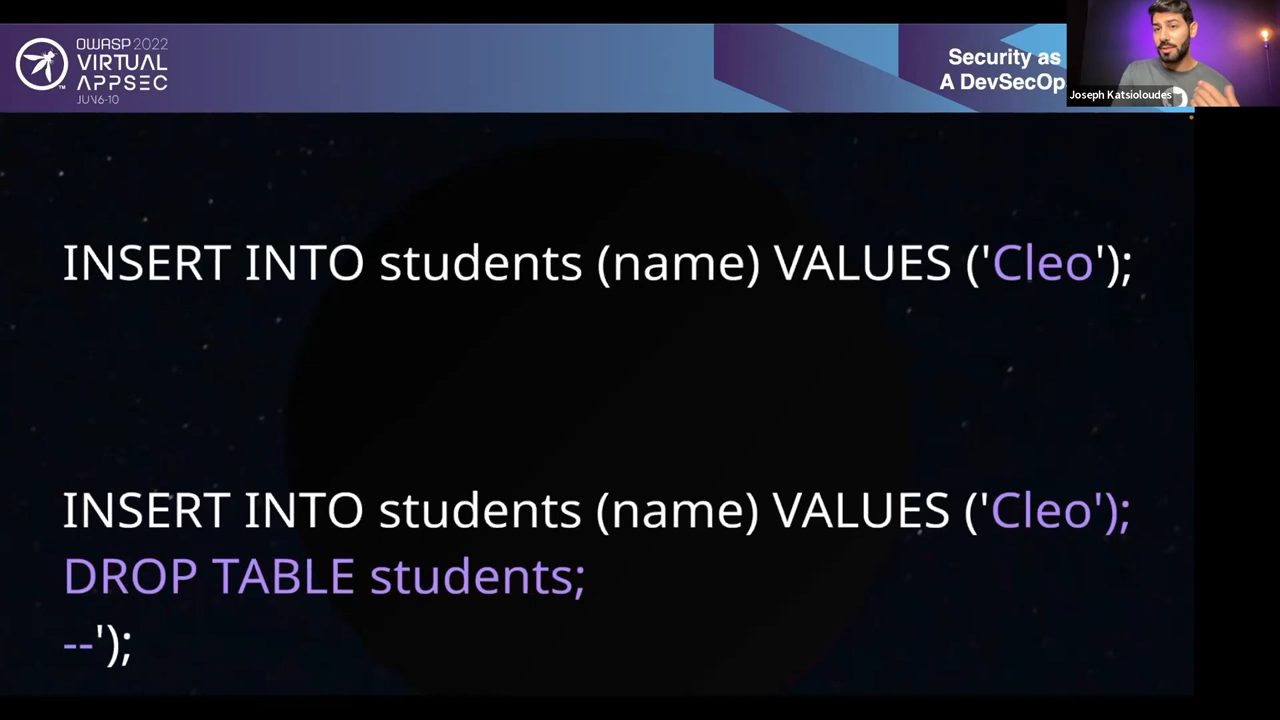 OWASP 2022
VIRTUAL
APPSEC
JUN 6-10
Security as
A DevSecOp
Joseph Katsioloudes
INSERT INTO students (name) VALUES ('Cleo');
INSERT INTO students (name) VALUES ('Cleo');
DROP TABLE students;
--');